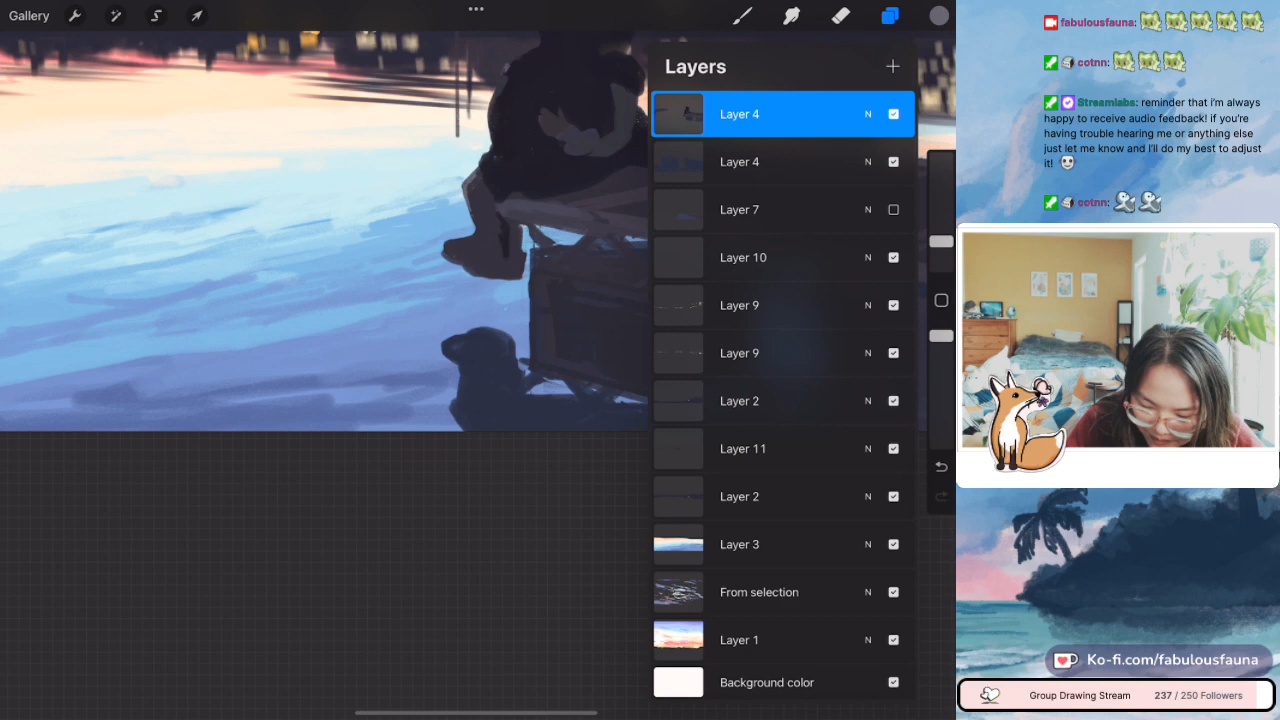 Gallery
Layers
Layer 4 N
Layer 4 N
Layer 7 N
Layer 10 N
Layer 9 N
Layer 9 N
Layer 2 N
Layer 11 N
Layer 2 N
Layer 3 N
From selection N
Layer 1 N
Background color
fabulousfauna:
cotnn:
Streamlabs: reminder that i'm always
happy to receive audio feedback! if you're
having trouble hearing me or anything else
just let me know and I'll do my best to adjust
it!
cotnn:
Ko-fi.com/fabulousfauna
Group Drawing Stream 237 / 250 Followers